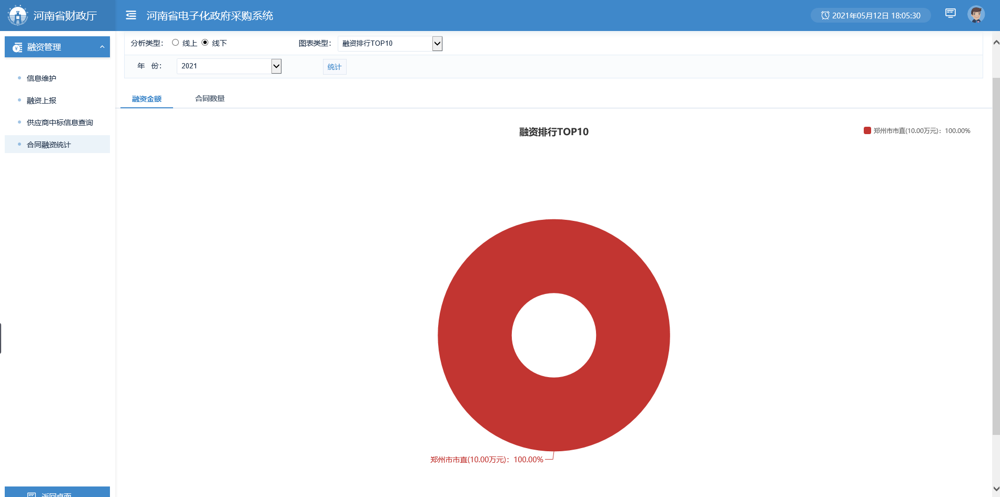 河南省财政厅
河南省电子化政府采购系统
2021年05月12日 18:05:30
融资管理
信息维护
融资上报
供应商中标信息查询
合同融资统计
返回桌面
分析类型： 线上 线下 图表类型： 融资排行TOP10
年 份： 2021 统计
融资金额 合同数量
融资排行TOP10
郑州市市直(10.00万元)：100.00%
郑州市市直(10.00万元)：100.00%